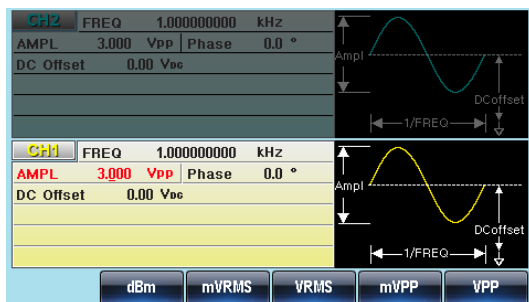 CH2 FREQ 1.000000000 kHz
AMPL 3.000 Vpp Phase 0.0 °
DC Offset 0.00 VDC
Ampl
DCoffset
1/FREQ
CH1 FREQ 1.000000000 kHz
AMPL 3.000 Vpp Phase 0.0 °
DC Offset 0.00 VDC
Ampl
DCoffset
1/FREQ
dBm mVRMS VRMS mVPP VPP